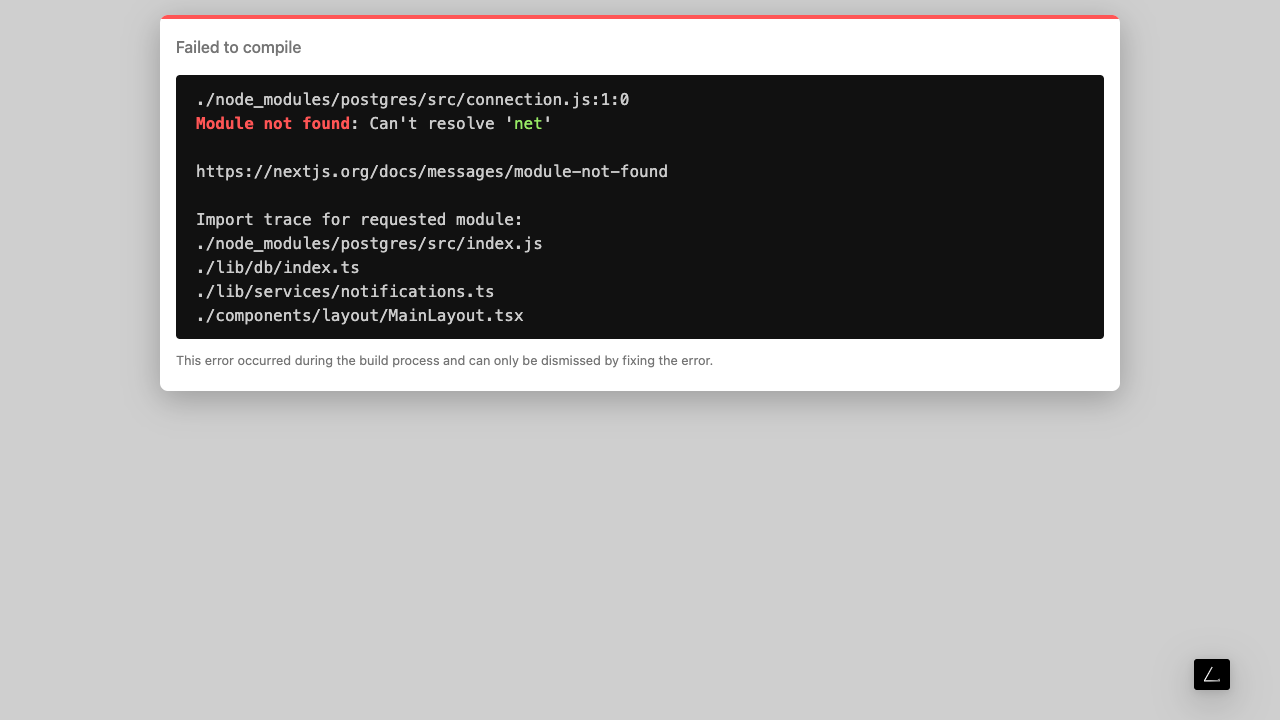 Failed to compile
./node_modules/postgres/src/connection.js:1:0
Module not found: Can't resolve 'net'
https://nextjs.org/docs/messages/module-not-found
Import trace for requested module:
./node_modules/postgres/src/index.js
./lib/db/index.ts
./lib/services/notifications.ts
./components/layout/MainLayout.tsx
This error occurred during the build process and can only be dismissed by fixing the error.